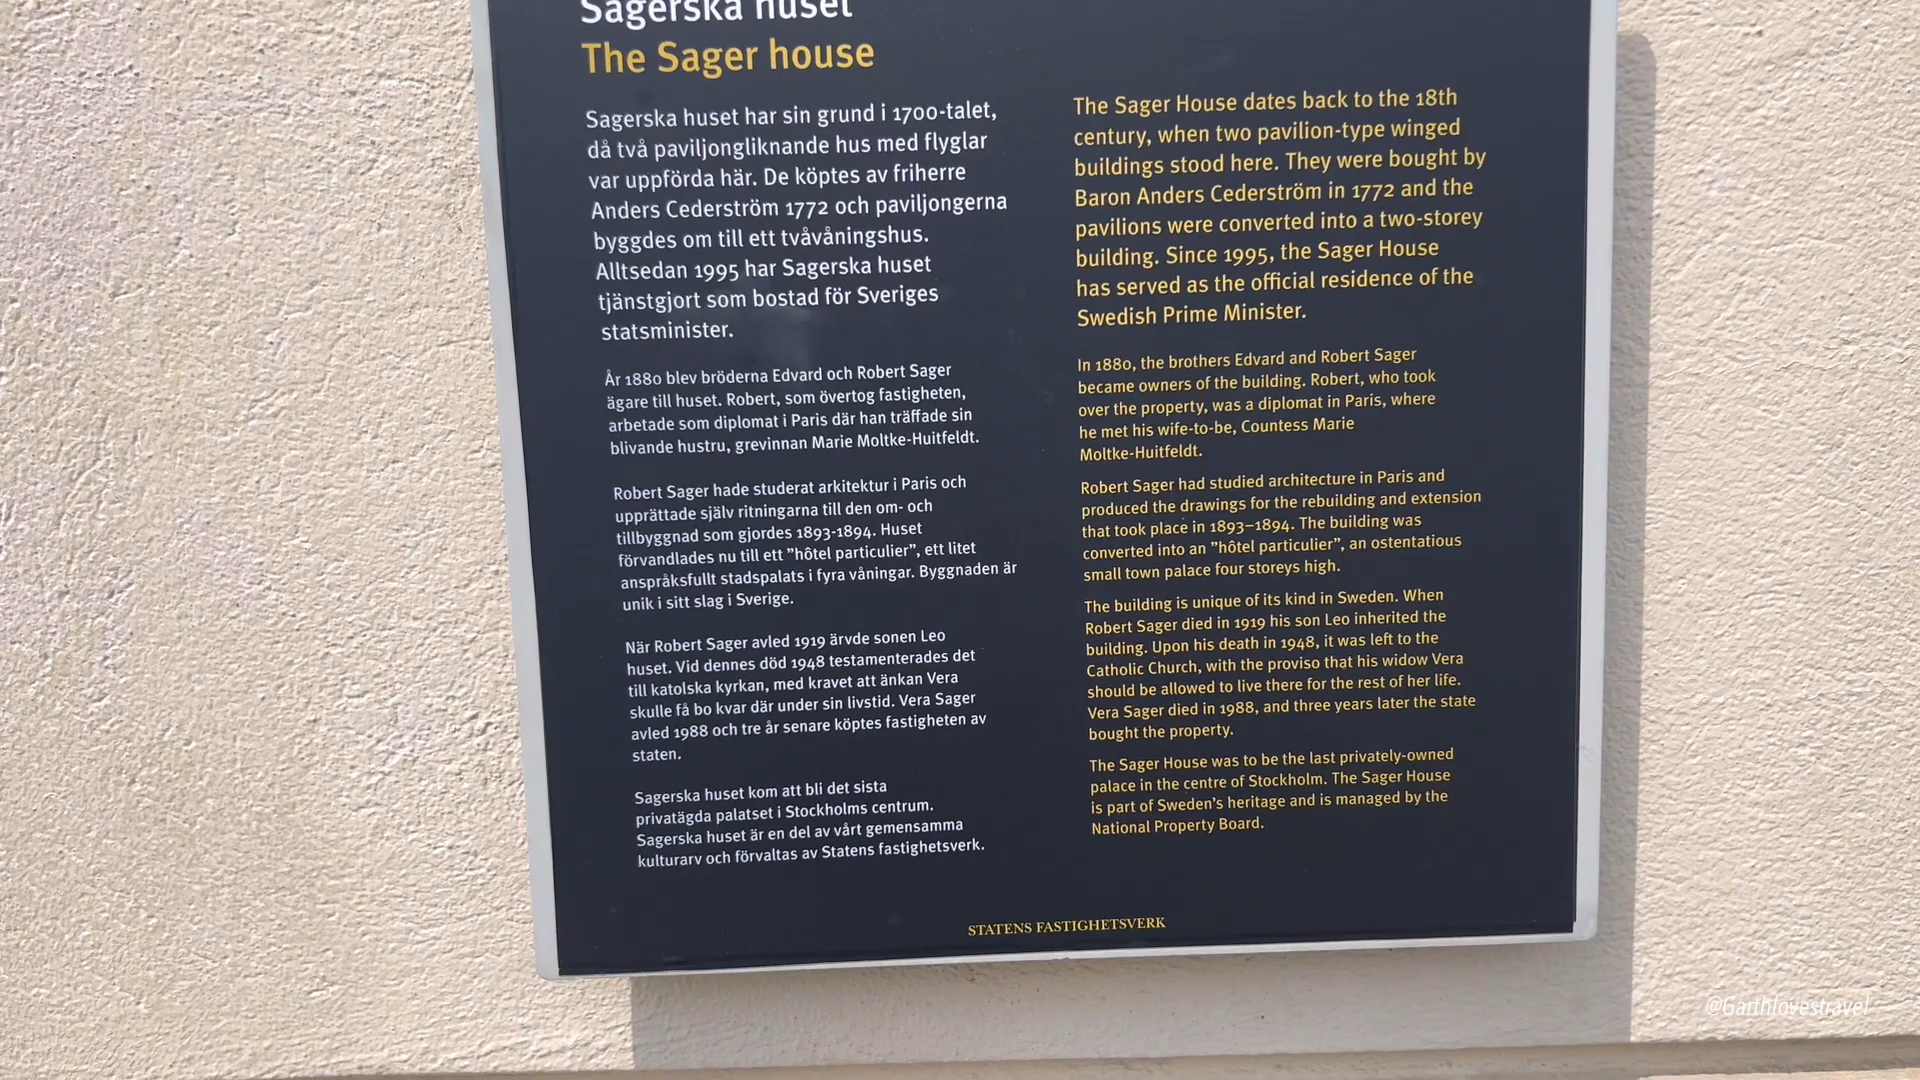 Sagerska huset
The Sager house
Sagerska huset har sin grund i 1700-talet,
då två paviljongliknande hus med flyglar
var uppförda här. De köptes av friherre
Anders Cederström 1772 och paviljongerna
byggdes om till ett tvåvåningshus.
Alltsedan 1995 har Sagerska huset
tjänstgjort som bostad för Sveriges
statsminister.
År 1880 blev bröderna Edvard och Robert Sager
ägare till huset. Robert, som övertog fastigheten,
arbetade som diplomat i Paris där han träffade sin
blivande hustru, grevinnan Marie Moltke-Huitfeldt.
Robert Sager hade studerat arkitektur i Paris och
upprättade själv ritningarna till den om- och
tillbyggnad som gjordes 1893-1894. Huset
förvandlades nu till ett ”hôtel particulier”, ett litet
anspråksfullt stadspalats i fyra våningar. Byggnaden är
unik i sitt slag i Sverige.
När Robert Sager avled 1919 ärvde sonen Leo
huset. Vid dennes död 1948 testamenterades det
till katolska kyrkan, med kravet att änkan Vera
skulle få bo kvar där under sin livstid. Vera Sager
avled 1988 och tre år senare köptes fastigheten av
staten.
Sagerska huset kom att bli det sista
privatägda palatset i Stockholms centrum.
Sagerska huset är en del av vårt gemensamma
kulturarv och förvaltas av Statens fastighetsverk.
The Sager House dates back to the 18th
century, when two pavilion-type winged
buildings stood here. They were bought by
Baron Anders Cederström in 1772 and the
pavilions were converted into a two-storey
building. Since 1995, the Sager House
has served as the official residence of the
Swedish Prime Minister.
In 1880, the brothers Edvard and Robert Sager
became owners of the building. Robert, who took
over the property, was a diplomat in Paris, where
he met his wife-to-be, Countess Marie
Moltke-Huitfeldt.
Robert Sager had studied architecture in Paris and
produced the drawings for the rebuilding and extension
that took place in 1893–1894. The building was
converted into an ”hôtel particulier”, an ostentatious
small town palace four storeys high.
The building is unique of its kind in Sweden. When
Robert Sager died in 1919 his son Leo inherited the
building. Upon his death in 1948, it was left to the
Catholic Church, with the proviso that his widow Vera
should be allowed to live there for the rest of her life.
Vera Sager died in 1988, and three years later the state
bought the property.
The Sager House was to be the last privately-owned
palace in the centre of Stockholm. The Sager House
is part of Sweden’s heritage and is managed by the
National Property Board.
STATENS FASTIGHETSVERK
@Garthlovestravel